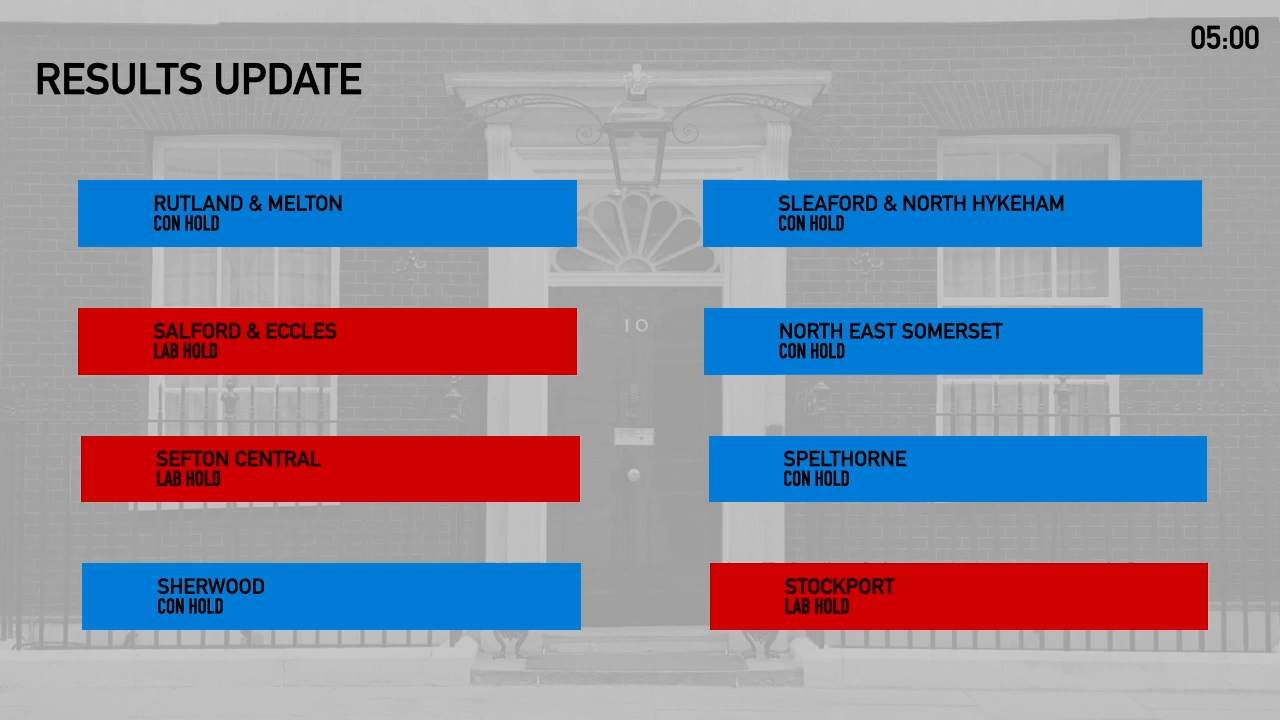 05:00
RESULTS UPDATE
RUTLAND & MELTON
CON HOLD
SLEAFORD & NORTH HYKEHAM
CON HOLD
SALFORD & ECCLES
LAB HOLD
10
NORTH EAST SOMERSET
CON HOLD
SEFTON CENTRAL
LAB HOLD
SPELTHORNE
CON HOLD
SHERWOOD
CON HOLD
STOCKPORT
LAB HOLD